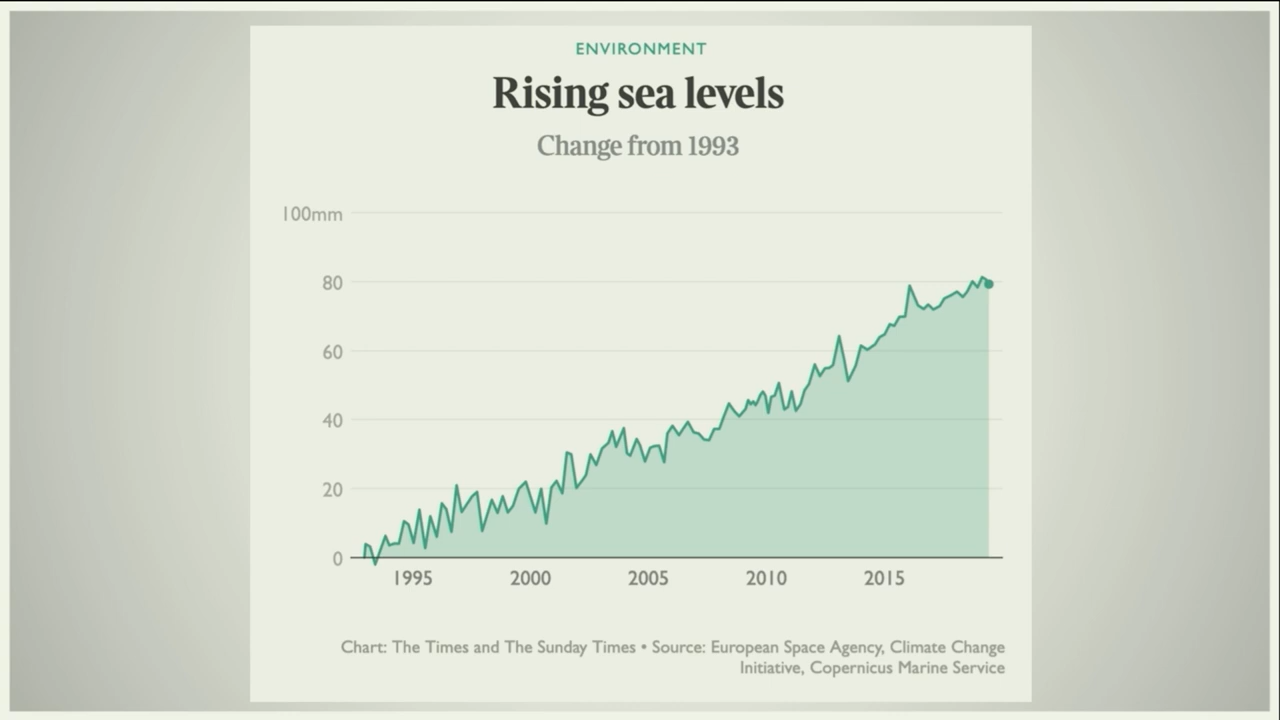 ENVIRONMENT
Rising sea levels
Change from 1993
100mm
80
60
40
20
0
1995 2000 2005 2010 2015
Chart: The Times and The Sunday Times • Source: European Space Agency, Climate Change
Initiative, Copernicus Marine Service